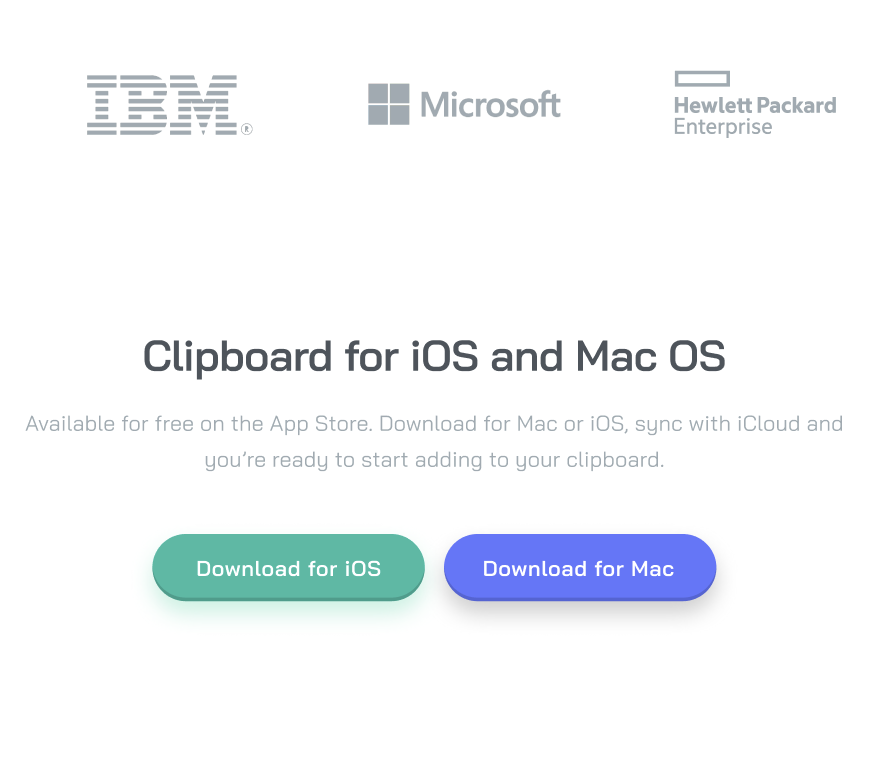 IBM®
Microsoft
Hewlett Packard
Enterprise
Clipboard for iOS and Mac OS
Available for free on the App Store. Download for Mac or iOS, sync with iCloud and
you’re ready to start adding to your clipboard.
Download for iOS
Download for Mac